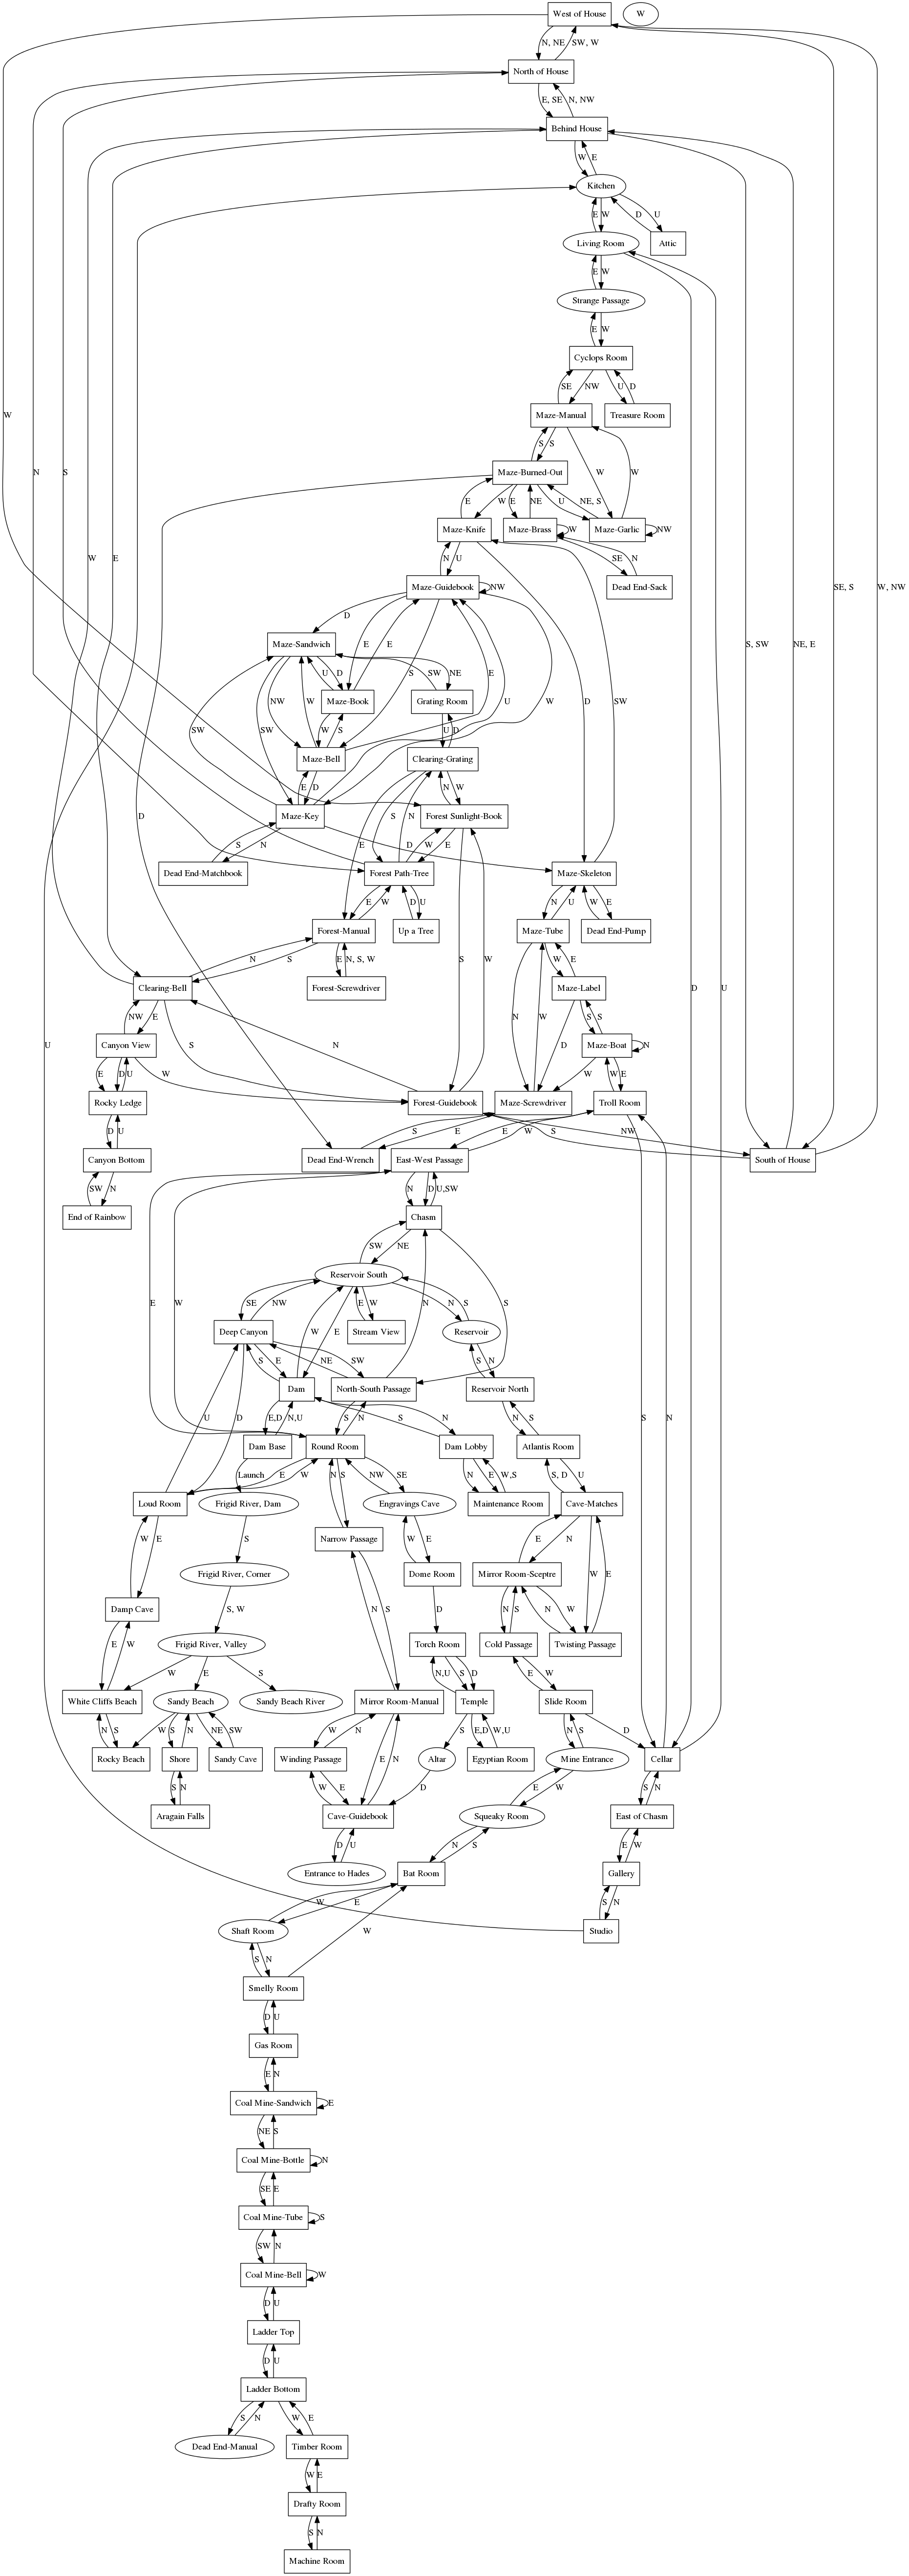 West of House
W
N, NE
SW, W
North of House
E, SE
N, NW
Behind House
W
E
Kitchen
E
W
D
U
Living Room
Attic
E
W
Strange Passage
E
W
Cyclops Room
SE
NW
U
D
W
Maze-Manual
Treasure Room
S
S
W
W
N
S
W
E
Maze-Burned-Out
SE, S
W, NW
E
W
E
NE
U
NE, S
Maze-Knife
Maze-Brass
W
Maze-Garlic
NW
N
U
SE
N
Maze-Guidebook
NW
Dead End-Sack
D
E
E
S
S, SW
NE, E
Maze-Sandwich
NW
U
D
SW
NE
E
U
W
D
SW
Maze-Book
Grating Room
SW
SW
W
W
S
U
D
Maze-Bell
Clearing-Grating
E
D
W
D
Maze-Key
N
Forest Sunlight-Book
S
N
D
E
S
N
W
E
D
Dead End-Matchbook
Forest Path-Tree
Maze-Skeleton
E
W
D
U
N
U
W
E
Forest-Manual
Up a Tree
Maze-Tube
Dead End-Pump
N
S
E
N, S, W
S
W
W
E
Clearing-Bell
Forest-Screwdriver
Maze-Label
D
U
NW
E
S
N
N
W
D
S
S
Canyon View
Maze-Boat
N
U
E
D
U
W
W
W
E
Rocky Ledge
Forest-Guidebook
Maze-Screwdriver
Troll Room
D
U
S
E
E
W
NW
S
Canyon Bottom
Dead End-Wrench
East-West Passage
South of House
SW
N
N
D
U,SW
End of Rainbow
Chasm
S
N
SW
NE
Reservoir South
E
W
SE
NW
E
W
N
S
S
Deep Canyon
Stream View
Reservoir
S
E
SW
NE
W
E
N
S
N
Dam
North-South Passage
Reservoir North
U
D
E,D
N,U
S
N
S
N
N
S
Dam Base
Round Room
Dam Lobby
Atlantis Room
Launch
E
W
N
S
NW
SE
N
E
W,S
S, D
U
Loud Room
Frigid River, Dam
Engravings Cave
Maintenance Room
Cave-Matches
W
E
S
Narrow Passage
W
E
E
N
W
E
Frigid River, Corner
Dome Room
Mirror Room-Sceptre
Damp Cave
S, W
N
S
D
N
S
N
W
E
W
Frigid River, Valley
Torch Room
Cold Passage
Twisting Passage
W
E
S
N,U
S
D
E
W
White Cliffs Beach
Sandy Beach
Sandy Beach River
Mirror Room-Manual
Temple
Slide Room
N
S
W
S
N
NE
SW
W
N
E
N
S
E,D
W,U
N
S
D
Rocky Beach
Shore
Sandy Cave
Winding Passage
Altar
Egyptian Room
Mine Entrance
Cellar
S
N
W
E
D
E
W
S
N
Aragain Falls
Cave-Guidebook
Squeaky Room
East of Chasm
D
U
N
S
E
W
Entrance to Hades
Bat Room
Gallery
W
E
S
N
Shaft Room
W
Studio
S
N
Smelly Room
D
U
Gas Room
E
N
Coal Mine-Sandwich
E
NE
S
Coal Mine-Bottle
N
SE
E
Coal Mine-Tube
S
SW
N
Coal Mine-Bell
W
D
U
Ladder Top
D
U
Ladder Bottom
S
N
W
E
Dead End-Manual
Timber Room
W
E
Drafty Room
S
N
Machine Room